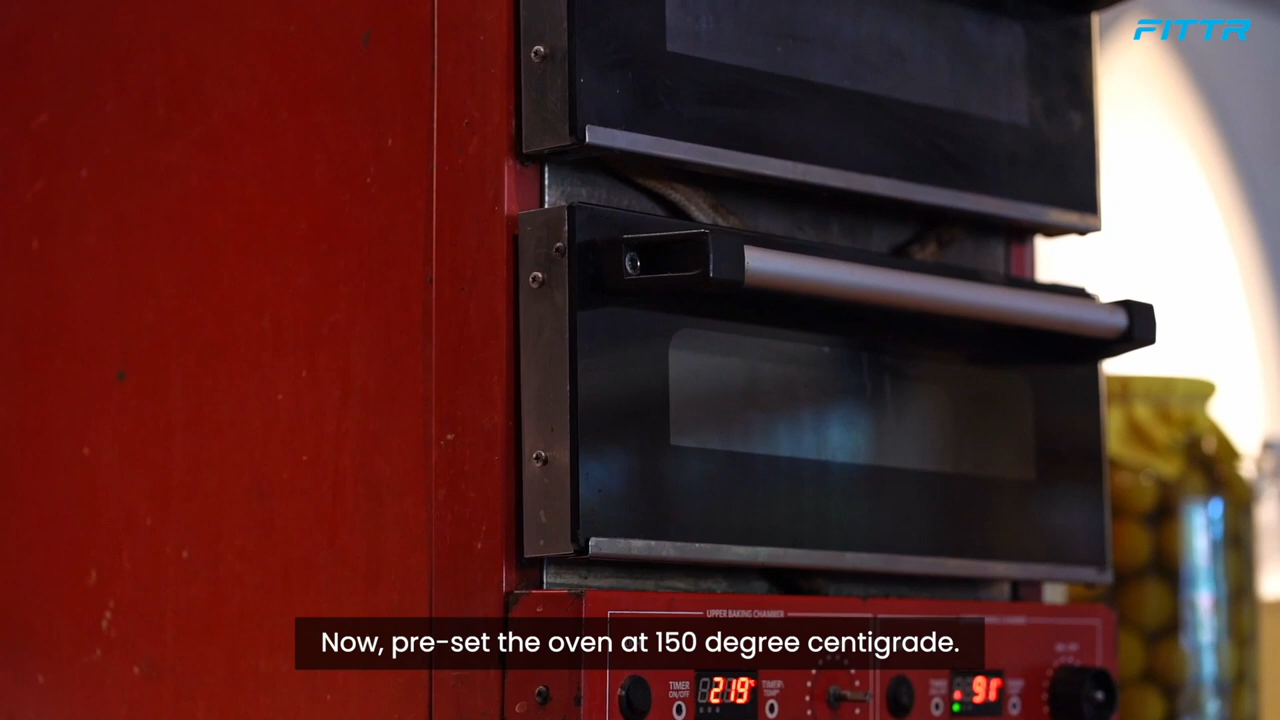 FITTR
UPPER BAKING CHAMBER
Now, pre-set the oven at 150 degree centigrade.
TIMER
ON/OFF
219°
TIMER\
TEMP